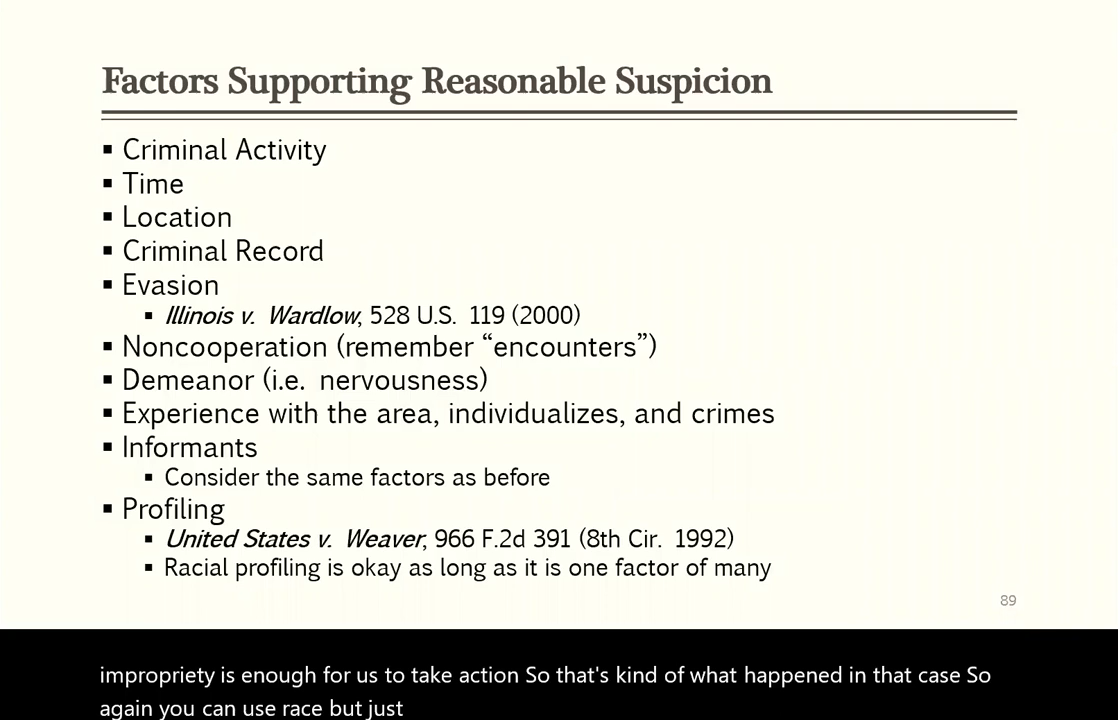 Factors Supporting Reasonable Suspicion
▪ Criminal Activity
▪ Time
▪ Location
▪ Criminal Record
▪ Evasion
▪ Illinois v. Wardlow, 528 U.S. 119 (2000)
▪ Noncooperation (remember “encounters”)
▪ Demeanor (i.e. nervousness)
▪ Experience with the area, individualizes, and crimes
▪ Informants
▪ Consider the same factors as before
▪ Profiling
▪ United States v. Weaver, 966 F.2d 391 (8th Cir. 1992)
▪ Racial profiling is okay as long as it is one factor of many
89
impropriety is enough for us to take action So that's kind of what happened in that case So
again you can use race but just